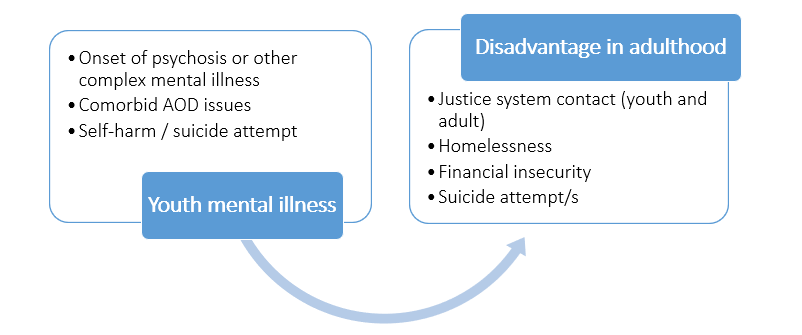 • Onset of psychosis or other
complex mental illness
• Comorbid AOD issues
• Self-harm / suicide attempt
Youth mental illness
Disadvantage in adulthood
• Justice system contact (youth and
adult)
• Homelessness
• Financial insecurity
• Suicide attempt/s